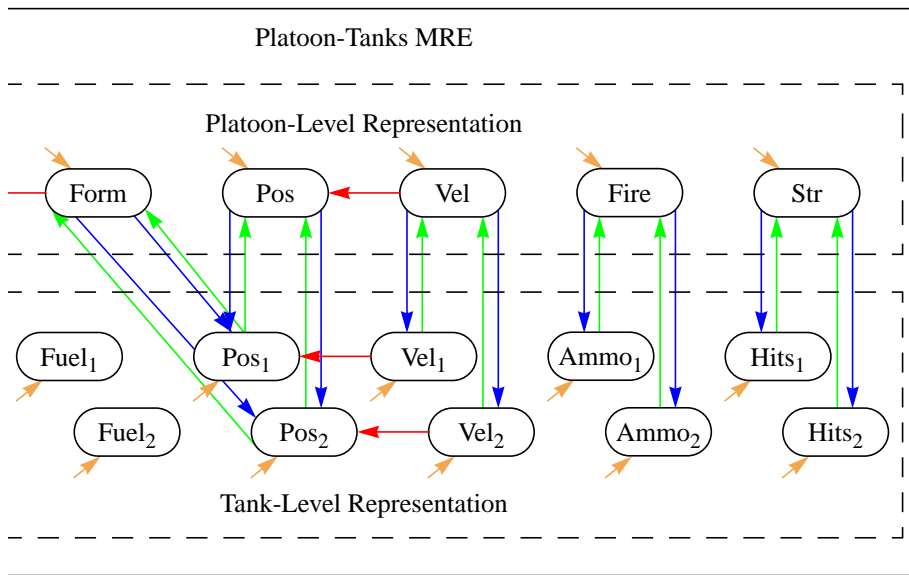 Platoon-Tanks MRE
Platoon-Level Representation
Form Pos Vel Fire Str
Fuel₁ Pos₁ Vel₁ Ammo₁ Hits₁
Fuel₂ Pos₂ Vel₂ Ammo₂ Hits₂
Tank-Level Representation